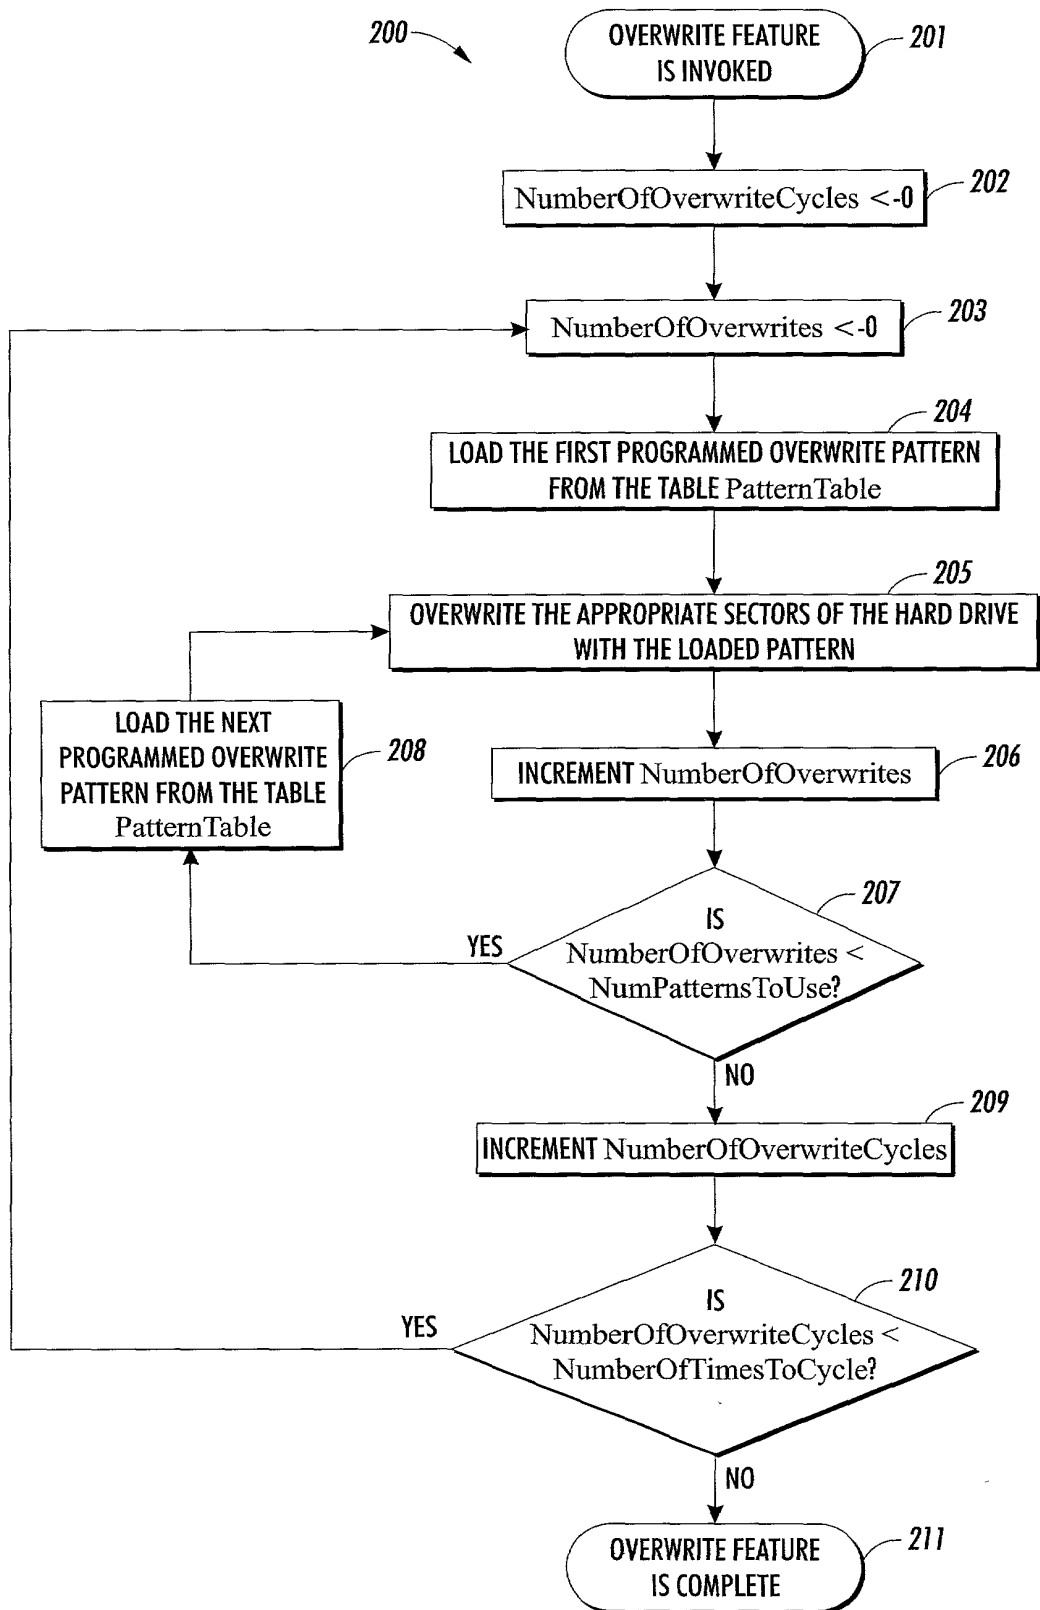 200
OVERWRITE FEATURE
IS INVOKED
201
NumberOfOverwriteCycles <-0
202
NumberOfOverwrites <-0
203
204
LOAD THE FIRST PROGRAMMED OVERWRITE PATTERN
FROM THE TABLE PatternTable
205
OVERWRITE THE APPROPRIATE SECTORS OF THE HARD DRIVE
WITH THE LOADED PATTERN
LOAD THE NEXT
PROGRAMMED OVERWRITE
PATTERN FROM THE TABLE
PatternTable
208
INCREMENT NumberOfOverwrites
206
207
IS
NumberOfOverwrites <
NumPatternsToUse?
YES
NO
209
INCREMENT NumberOfOverwriteCycles
210
IS
NumberOfOverwriteCycles <
NumberOfTimesToCycle?
YES
NO
OVERWRITE FEATURE
IS COMPLETE
211